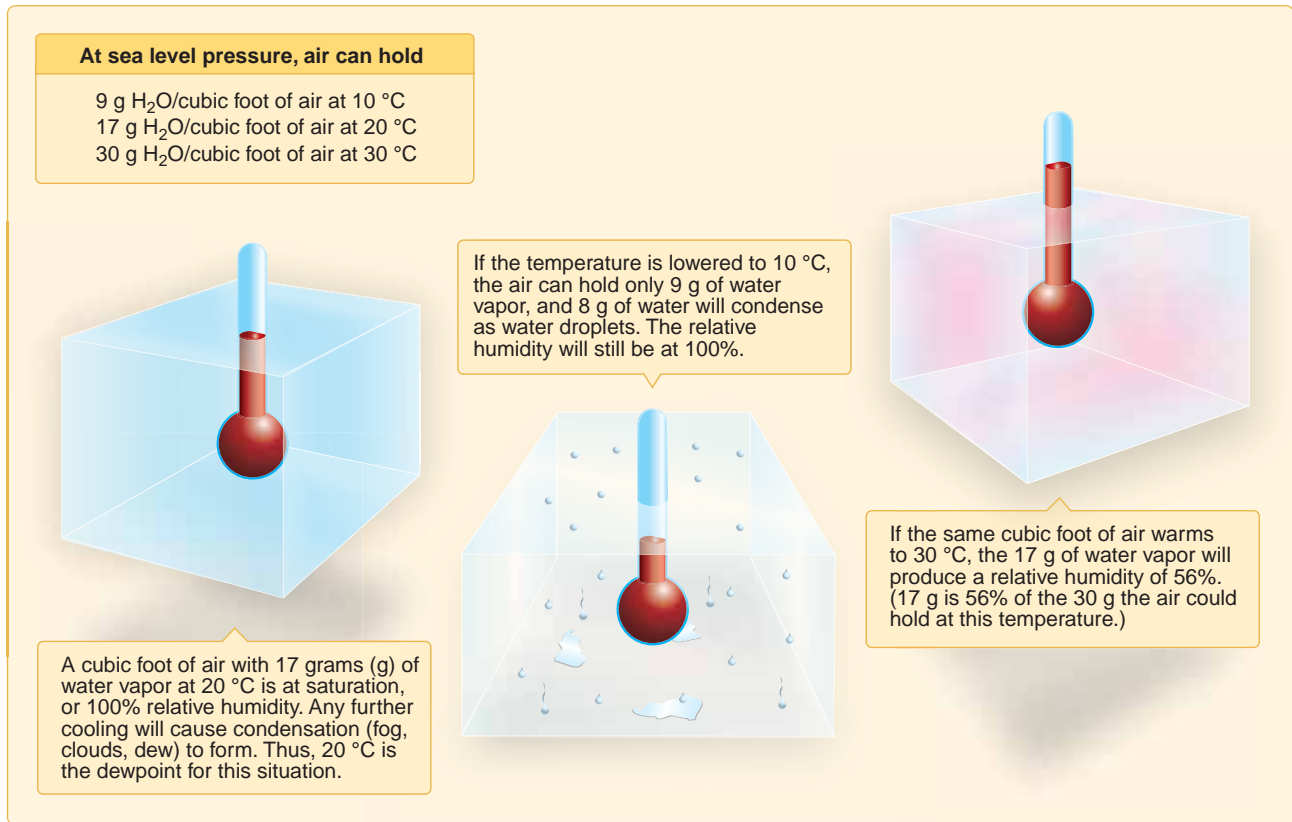 At sea level pressure, air can hold
9 g H₂O/cubic foot of air at 10 °C
17 g H₂O/cubic foot of air at 20 °C
30 g H₂O/cubic foot of air at 30 °C
A cubic foot of air with 17 grams (g) of
water vapor at 20 °C is at saturation,
or 100% relative humidity. Any further
cooling will cause condensation (fog,
clouds, dew) to form. Thus, 20 °C is
the dewpoint for this situation.
If the temperature is lowered to 10 °C,
the air can hold only 9 g of water
vapor, and 8 g of water will condense
as water droplets. The relative
humidity will still be at 100%.
If the same cubic foot of air warms
to 30 °C, the 17 g of water vapor will
produce a relative humidity of 56%.
(17 g is 56% of the 30 g the air could
hold at this temperature.)